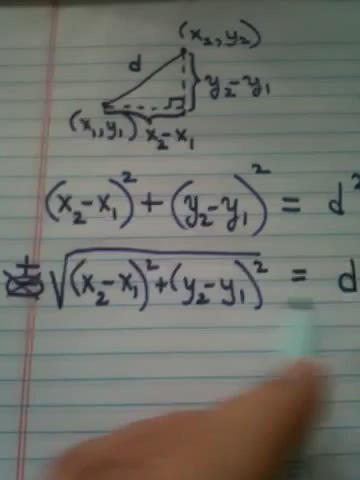 (x₂, y₂)
d
y₂-y₁
(x₁, y₁) x₂-x₁
(x₂-x₁)² + (y₂-y₁)² = d²
± √(x₂-x₁)²+(y₂-y₁)² = d